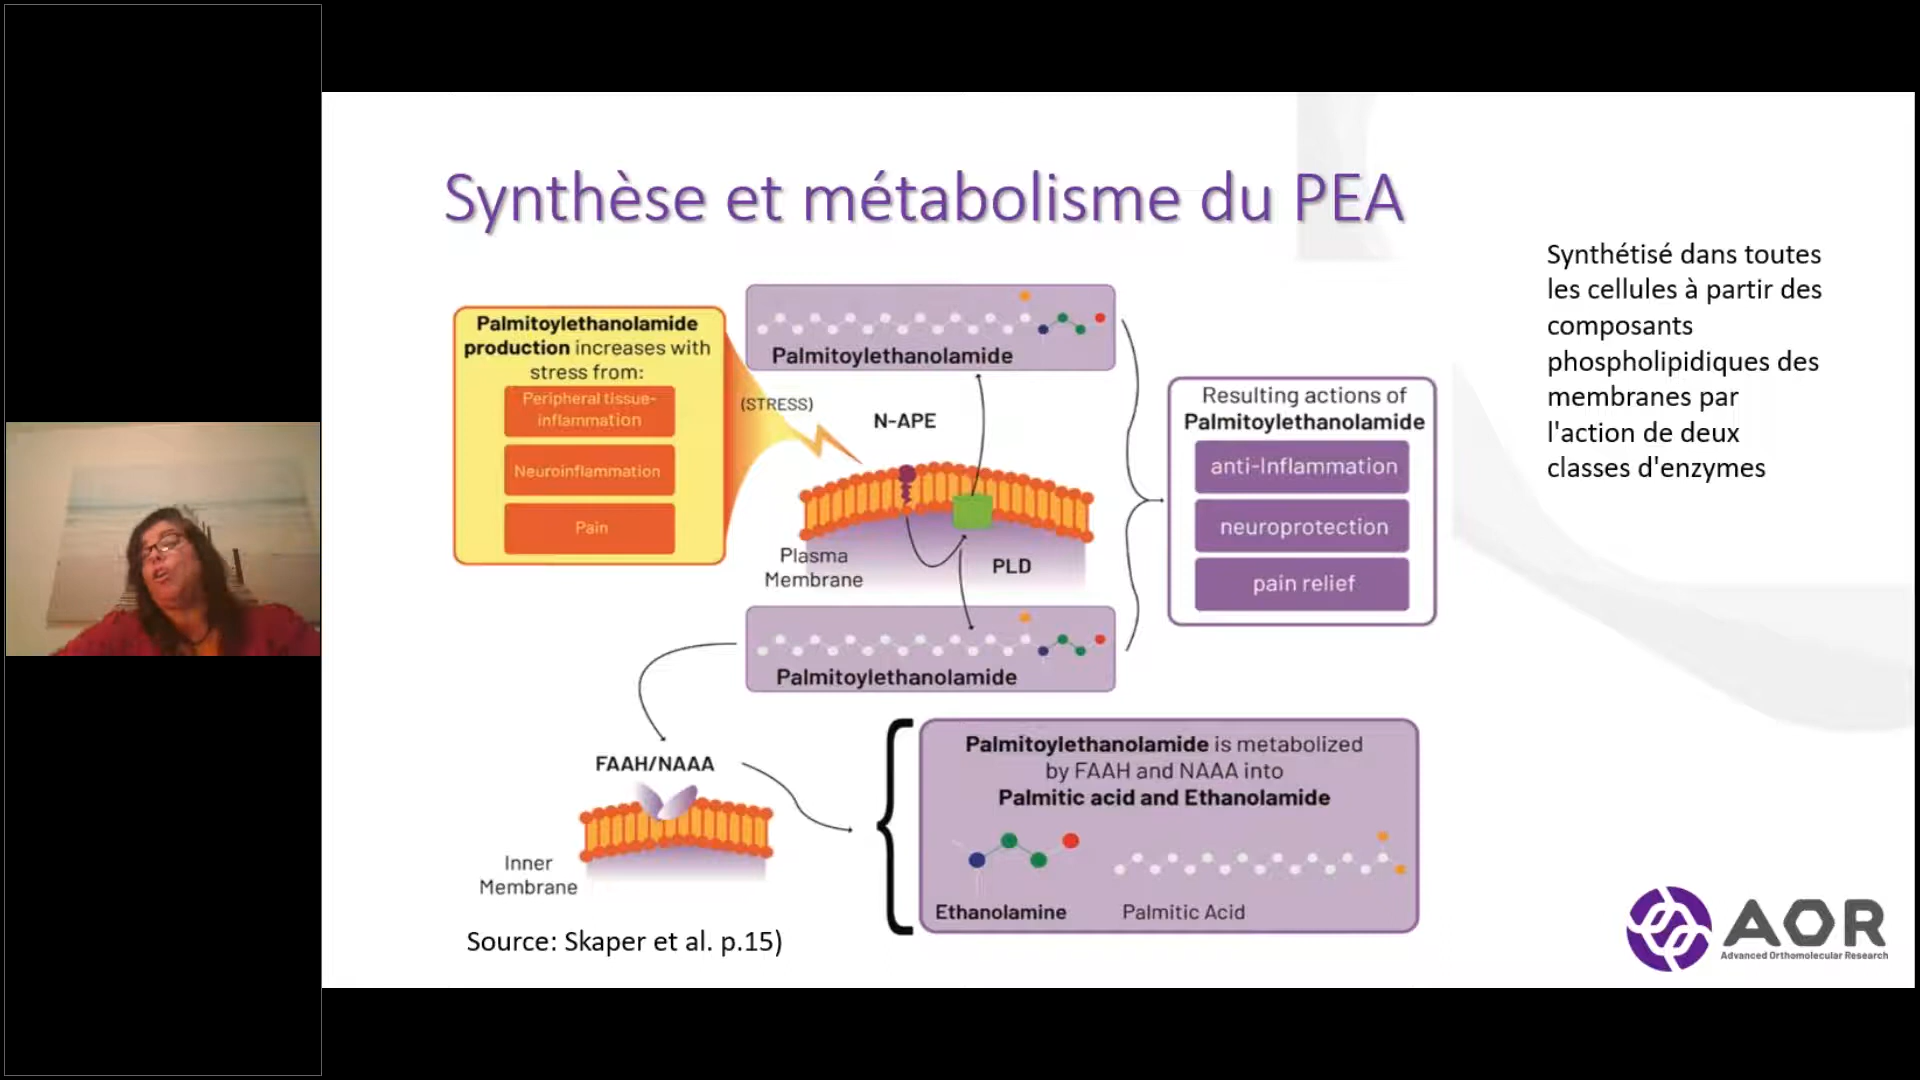 Synthèse et métabolisme du PEA
Palmitoylethanolamide
production increases with
stress from:
Peripheral tissue-
inflammation
Neuroinflammation
Pain
(STRESS)
Palmitoylethanolamide
N-APE
Plasma
Membrane
PLD
Palmitoylethanolamide
Resulting actions of
Palmitoylethanolamide
anti-Inflammation
neuroprotection
pain relief
Synthétisé dans toutes
les cellules à partir des
composants
phospholipidiques des
membranes par
l'action de deux
classes d'enzymes
FAAH/NAAA
Inner
Membrane
Palmitoylethanolamide is metabolized
by FAAH and NAAA into
Palmitic acid and Ethanolamide
Ethanolamine
Palmitic Acid
Source: Skaper et al. p.15)
AOR
Advanced Orthomolecular Research